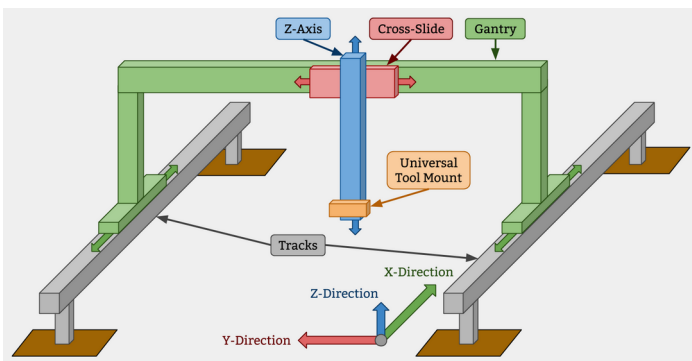 Z-Axis
Cross-Slide
Gantry
Universal
Tool Mount
Tracks
X-Direction
Z-Direction
Y-Direction